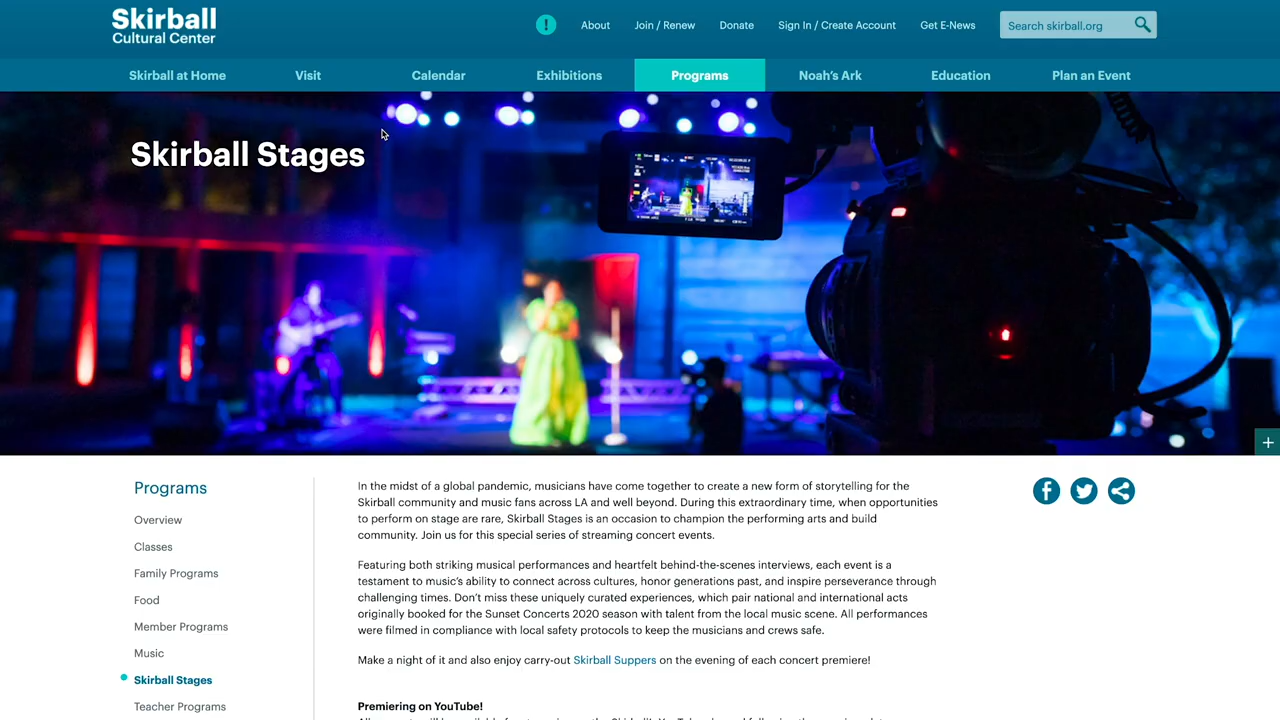 Skirball
Cultural Center
!
About
Join / Renew
Donate
Sign In / Create Account
Get E-News
Search skirball.org
Skirball at Home
Visit
Calendar
Exhibitions
Programs
Noah's Ark
Education
Plan an Event
Skirball Stages
+
Programs
Overview
Classes
Family Programs
Food
Member Programs
Music
Skirball Stages
Teacher Programs
In the midst of a global pandemic, musicians have come together to create a new form of storytelling for the
Skirball community and music fans across LA and well beyond. During this extraordinary time, when opportunities
to perform on stage are rare, Skirball Stages is an occasion to champion the performing arts and build
community. Join us for this special series of streaming concert events.
Featuring both striking musical performances and heartfelt behind-the-scenes interviews, each event is a
testament to music's ability to connect across cultures, honor generations past, and inspire perseverance through
challenging times. Don't miss these uniquely curated experiences, which pair national and international acts
originally booked for the Sunset Concerts 2020 season with talent from the local music scene. All performances
were filmed in compliance with local safety protocols to keep the musicians and crews safe.
Make a night of it and also enjoy carry-out Skirball Suppers on the evening of each concert premiere!
Premiering on YouTube!